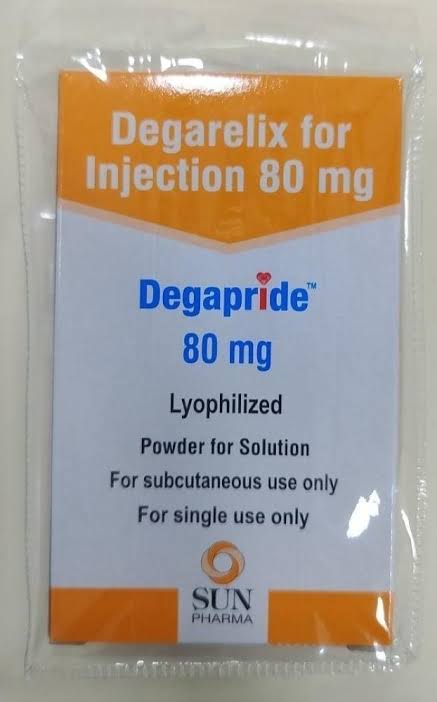 Degarelix for
Injection 80 mg
Degapride™
80 mg
Lyophilized
Powder for Solution
For subcutaneous use only
For single use only
SUN
PHARMA